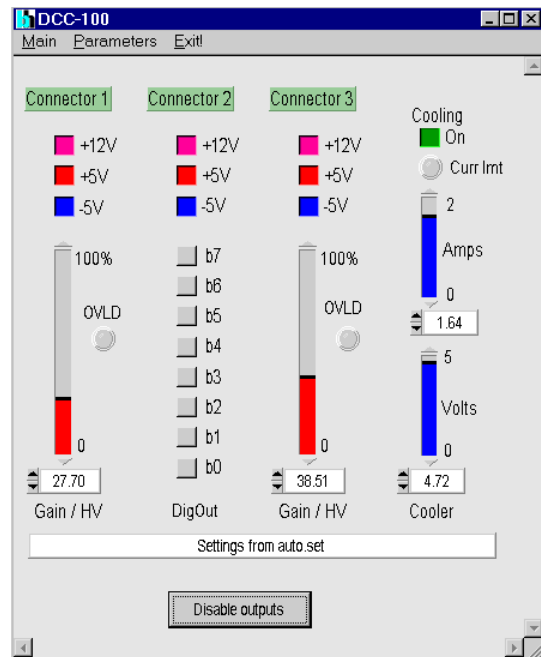 DCC-100
Main Parameters Exit!
Connector 1 Connector 2 Connector 3
Cooling
On
+12V +12V +12V
Curr lmt
+5V +5V +5V
-5V -5V -5V
2
100% b7 100%
Amps
b6
0
OVLD b5 OVLD
1.64
b4
5
b3
b2
Volts
b1
0 0 0
b0
27.70 38.51 4.72
Gain / HV DigOut Gain / HV Cooler
Settings from auto.set
Disable outputs